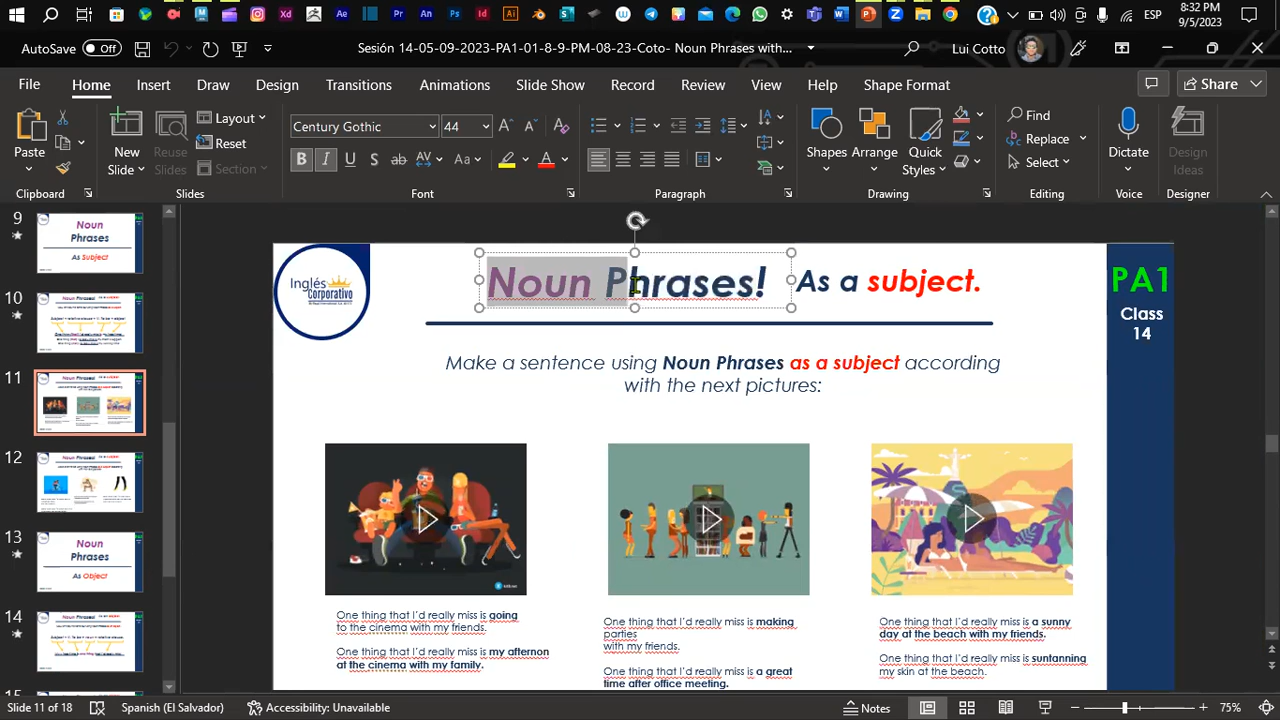 8:32 PM
ESP
9/5/2023
AutoSave Off
Sesión 14-05-09-2023-PA1-01-8-9-PM-08-23-Coto- Noun Phrases with...
Lui Cotto
File Home Insert Draw Design Transitions Animations Slide Show Record Review View Help Shape Format
Share
Paste
New Slide
Reuse Slides
Layout
Reset
Section
Century Gothic 44
Shapes Arrange Quick Styles
Find
Replace
Select
Dictate
Design Ideas
Clipboard Slides Font Paragraph Drawing Editing Voice Designer
9
Noun
Phrases
As Subject
10
11
12
13
Noun
Phrases
As Object
14
Inglés
Corporativo
Noun Phrases! As a subject.
PA1
Class
14
Make a sentence using Noun Phrases as a subject according
with the next pictures:
One thing that I'd really miss is going
to the cinema with my friends.
One thing that I'd really miss is my afternoon
at the cinema with my family.
One thing that I'd really miss is making
parties
with my friends.
One thing that I'd really miss is a great
time after office meeting.
One thing that I'd really miss is a sunny
day at the beach with my friends.
One thing that I'd really miss is suntanning
my skin at the beach.
Slide 11 of 18 Spanish (El Salvador) Accessibility: Unavailable Notes 75%